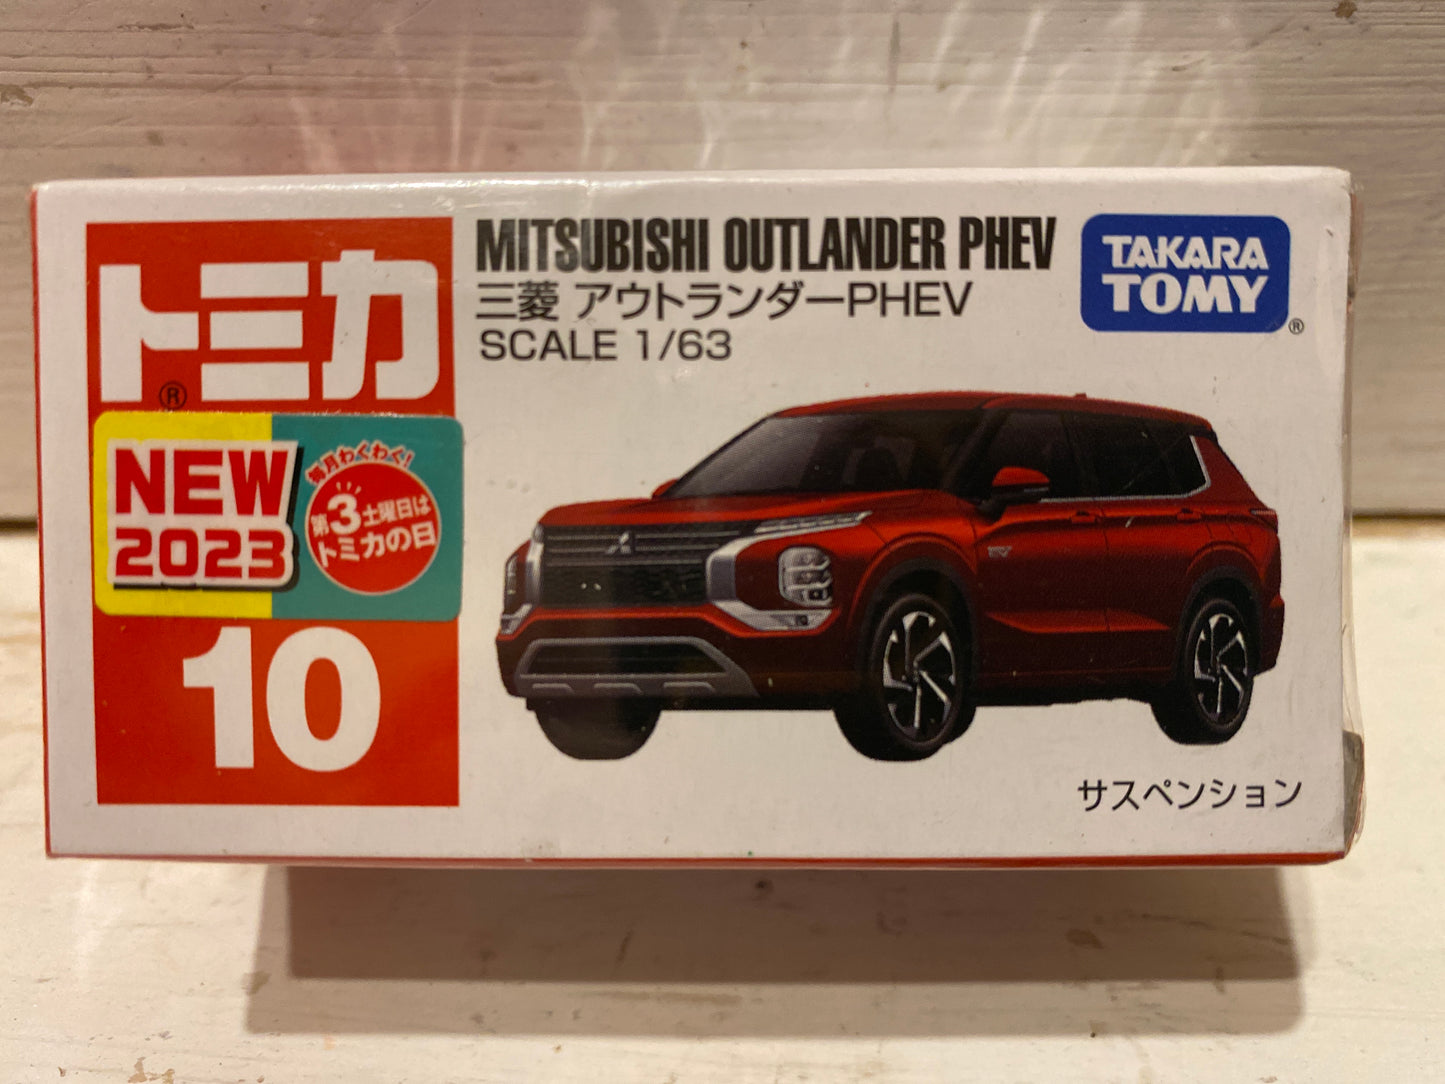 トミカ
®
NEW
2023
毎月わくわく!
第3土曜日は
トミカの日
10
MITSUBISHI OUTLANDER PHEV
三菱 アウトランダーPHEV
SCALE 1/63
TAKARA
TOMY
®
サスペンション